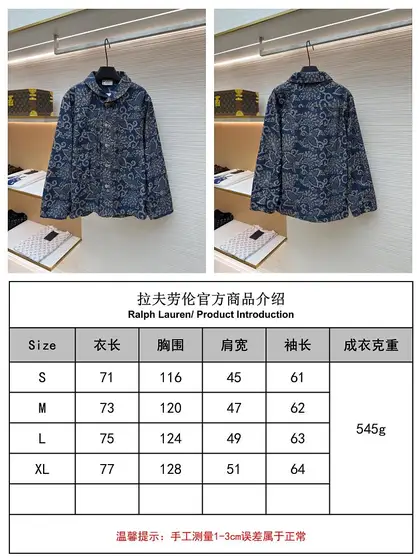 拉夫劳伦官方商品介绍
Ralph Lauren/ Product Introduction
Size 衣长 胸围 肩宽 袖长 成衣克重
S 71 116 45 61
M 73 120 47 62
L 75 124 49 63
XL 77 128 51 64
545g
温馨提示：手工测量1-3cm误差属于正常